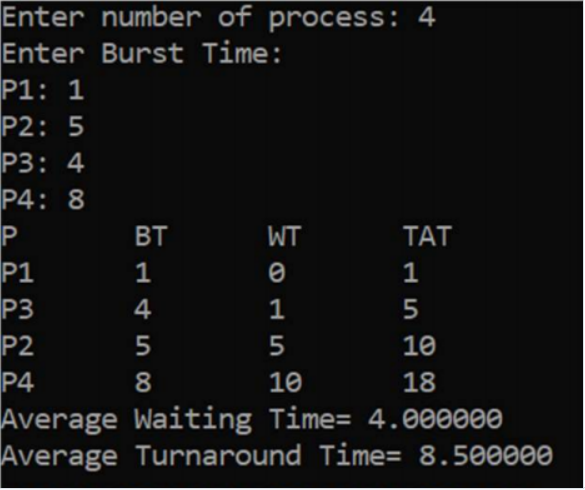 Enter number of process: 4
Enter Burst Time:
P1: 1
P2: 5
P3: 4
P4: 8
P BT WT TAT
P1 1 0 1
P3 4 1 5
P2 5 5 10
P4 8 10 18
Average Waiting Time= 4.000000
Average Turnaround Time= 8.500000